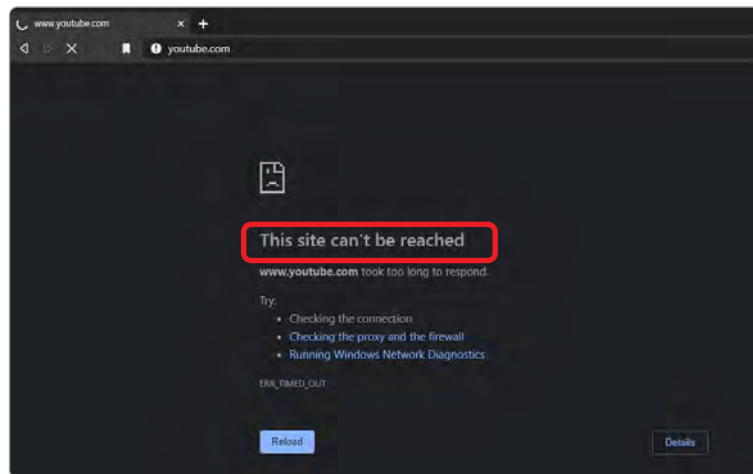 www.youtube.com
youtube.com
This site can't be reached
www.youtube.com took too long to respond.
Try:
Checking the connection
Checking the proxy and the firewall
Running Windows Network Diagnostics
ERR_TIMED_OUT
Reload Details